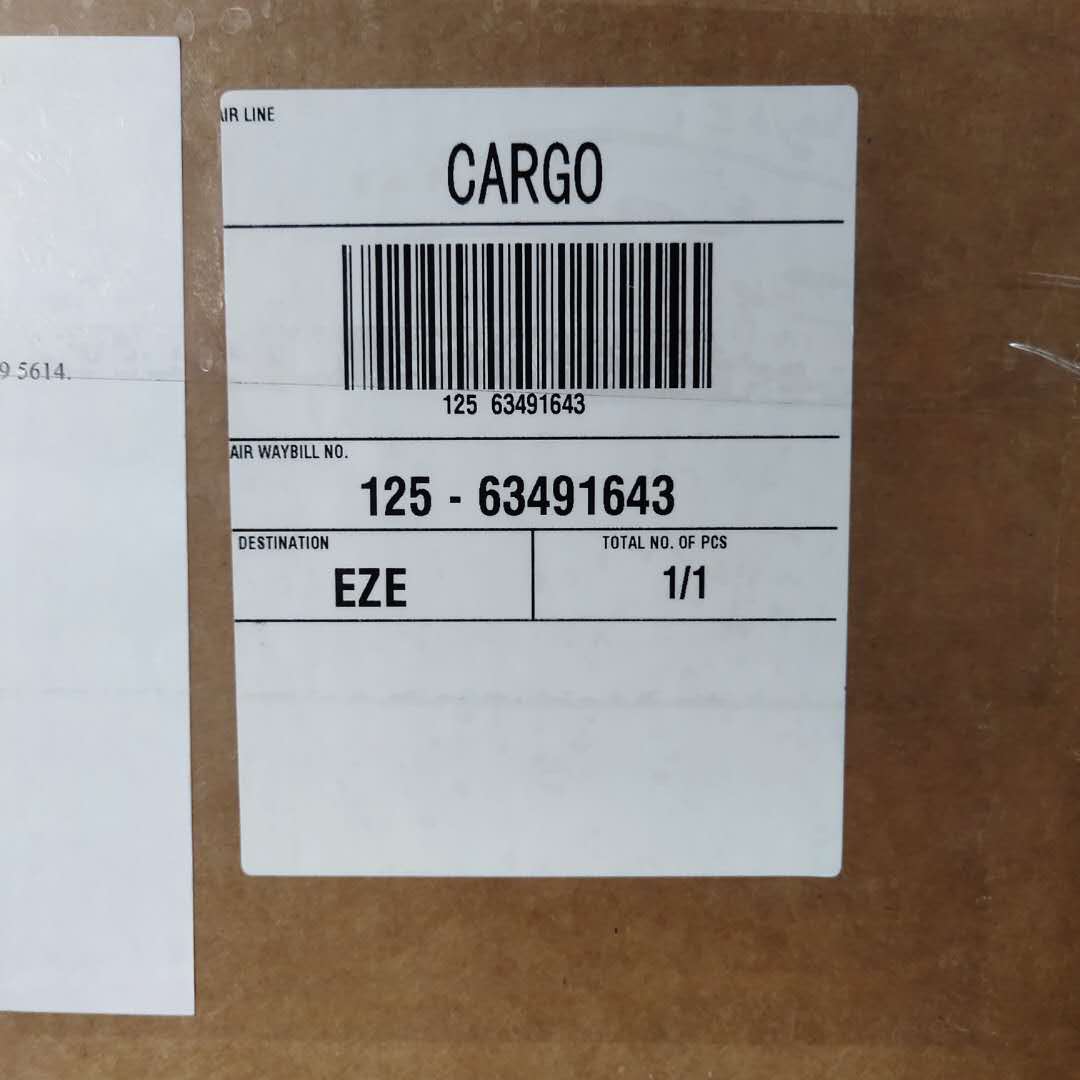 AIR LINE
CARGO
125 63491643
AIR WAYBILL NO.
125 - 63491643
DESTINATION
TOTAL NO. OF PCS
EZE
1/1
9 5614.